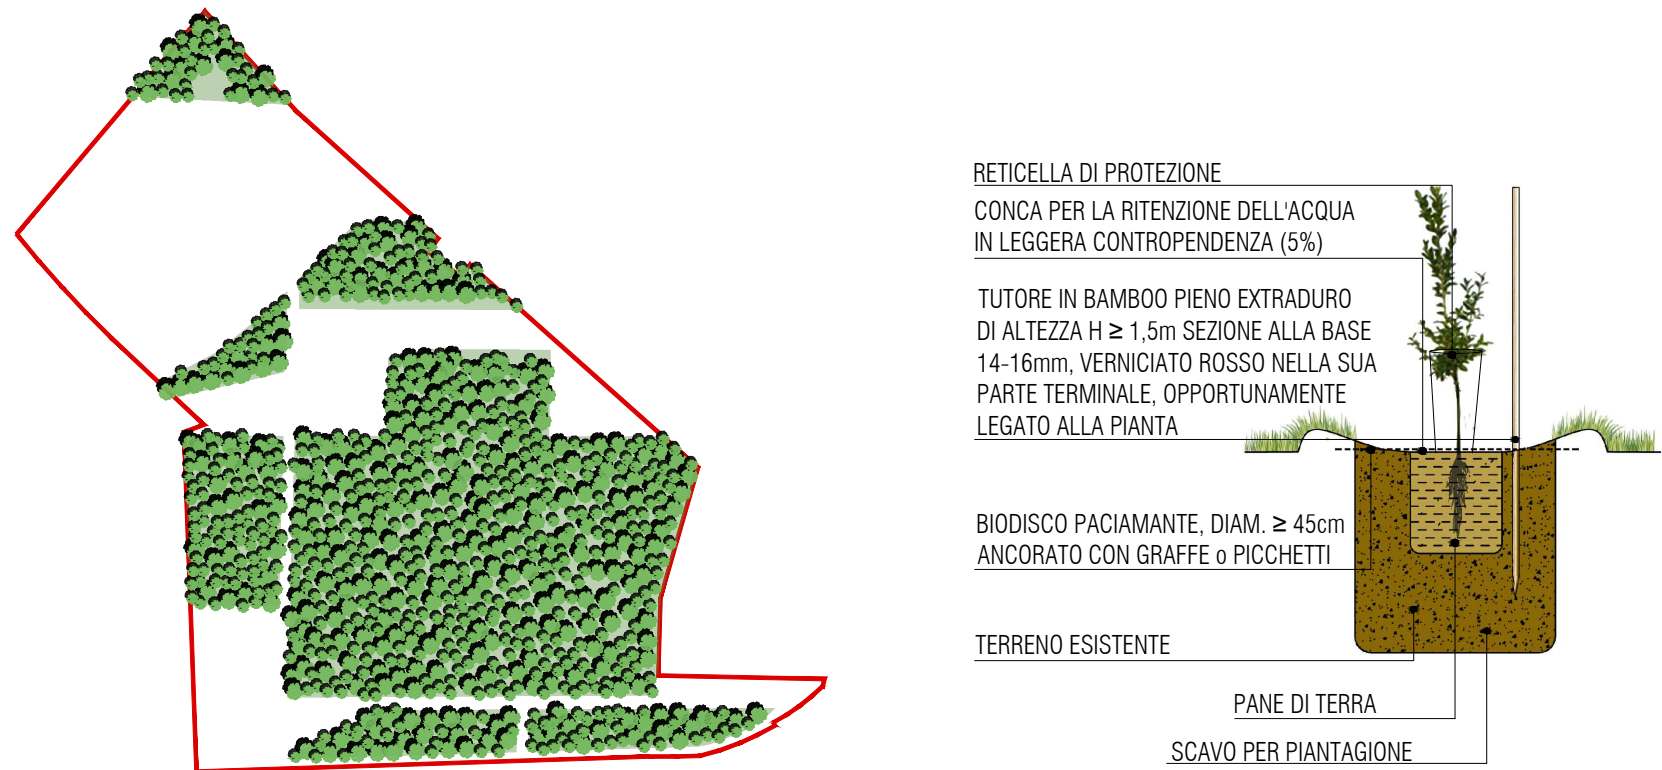 RETICELLA DI PROTEZIONE
CONCA PER LA RITENZIONE DELL'ACQUA
IN LEGGERA CONTROPENDENZA (5%)
TUTORE IN BAMBOO PIENO EXTRADURO
DI ALTEZZA H ≥ 1,5m SEZIONE ALLA BASE
14-16mm, VERNICIATO ROSSO NELLA SUA
PARTE TERMINALE, OPPORTUNAMENTE
LEGATO ALLA PIANTA
BIODISCO PACIAMANTE, DIAM. ≥ 45cm
ANCORATO CON GRAFFE o PICCHETTI
TERRENO ESISTENTE
PANE DI TERRA
SCAVO PER PIANTAGIONE